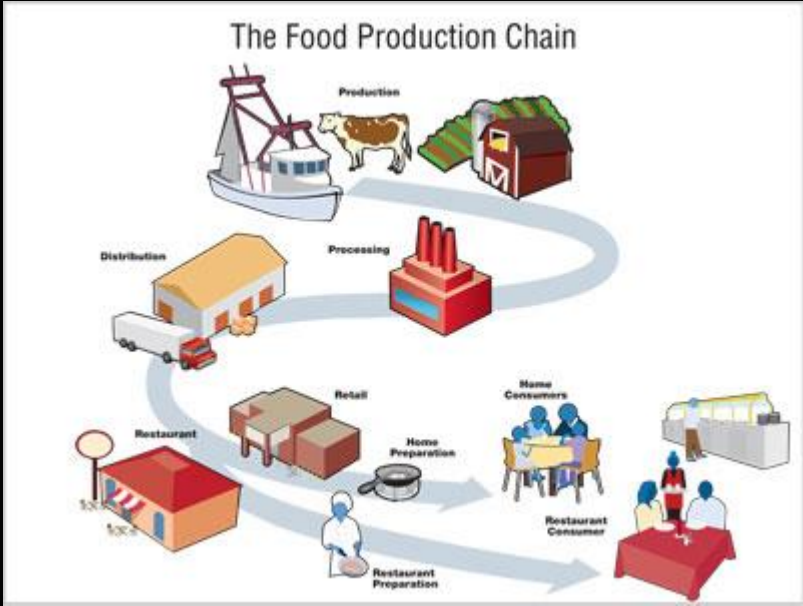 The Food Production Chain
Production
Distribution
Processing
Retail
Home
Consumers
Restaurant
Home
Preparation
Restaurant
Consumer
Restaurant
Preparation